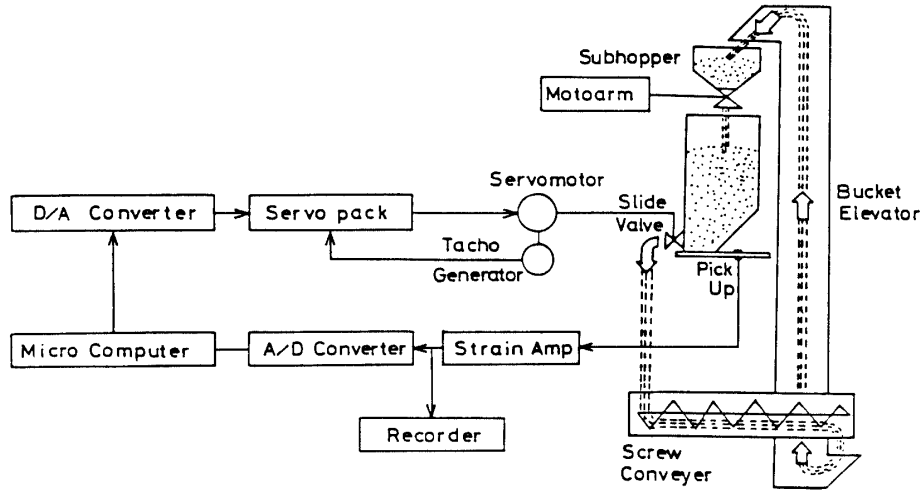 Subhopper
Motoarm
Servomotor
Slide
Valve
Bucket
Elevator
D/A Converter
Servo pack
Tacho
Generator
Pick
Up
Micro Computer
A/D Converter
Strain Amp
Recorder
Screw
Conveyer